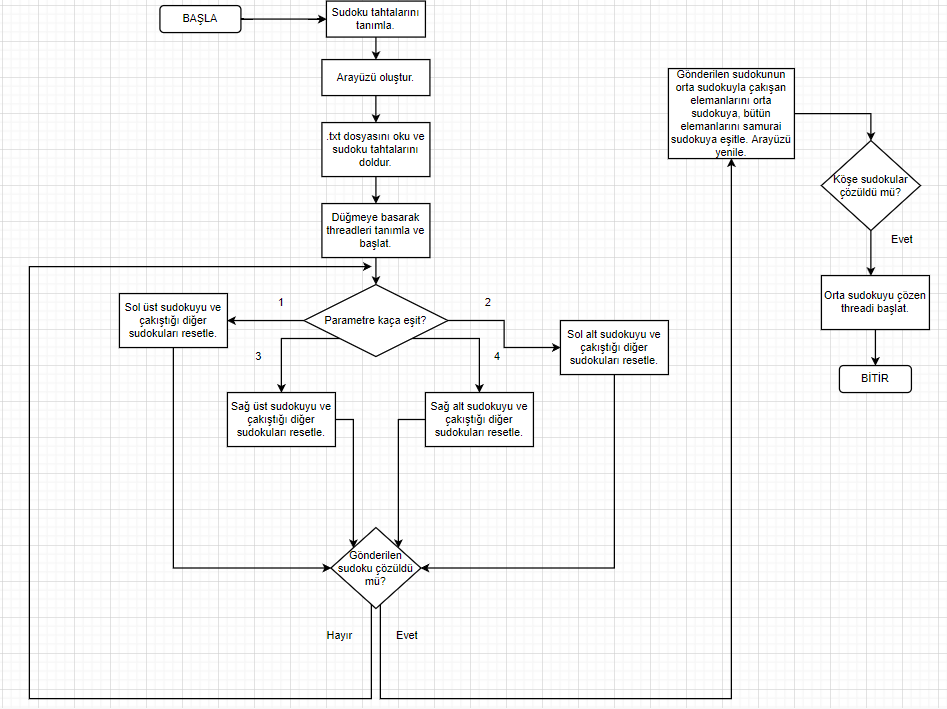 BAŞLA
Sudoku tahtalarını
tanımla.
Arayüzü oluştur.
.txt dosyasını oku ve
sudoku tahtalarını
doldur.
Düğmeye basarak
threadleri tanımla ve
başlat.
Parametre kaça eşit?
1
2
3
4
Sol üst sudokuyu ve
çakıştığı diğer
sudokuları resetle.
Sol alt sudokuyu ve
çakıştığı diğer
sudokuları resetle.
Sağ üst sudokuyu ve
çakıştığı diğer
sudokuları resetle.
Sağ alt sudokuyu ve
çakıştığı diğer
sudokuları resetle.
Gönderilen
sudoku çözüldü
mü?
Hayır
Evet
Gönderilen sudokunun
orta sudokuyla çakışan
elemanlarını orta
sudokuya, bütün
elemanlarını samurai
sudokuya eşitle. Arayüzü
yenile.
Köşe sudokular
çözüldü mü?
Evet
Orta sudokuyu çözen
threadi başlat.
BİTİR